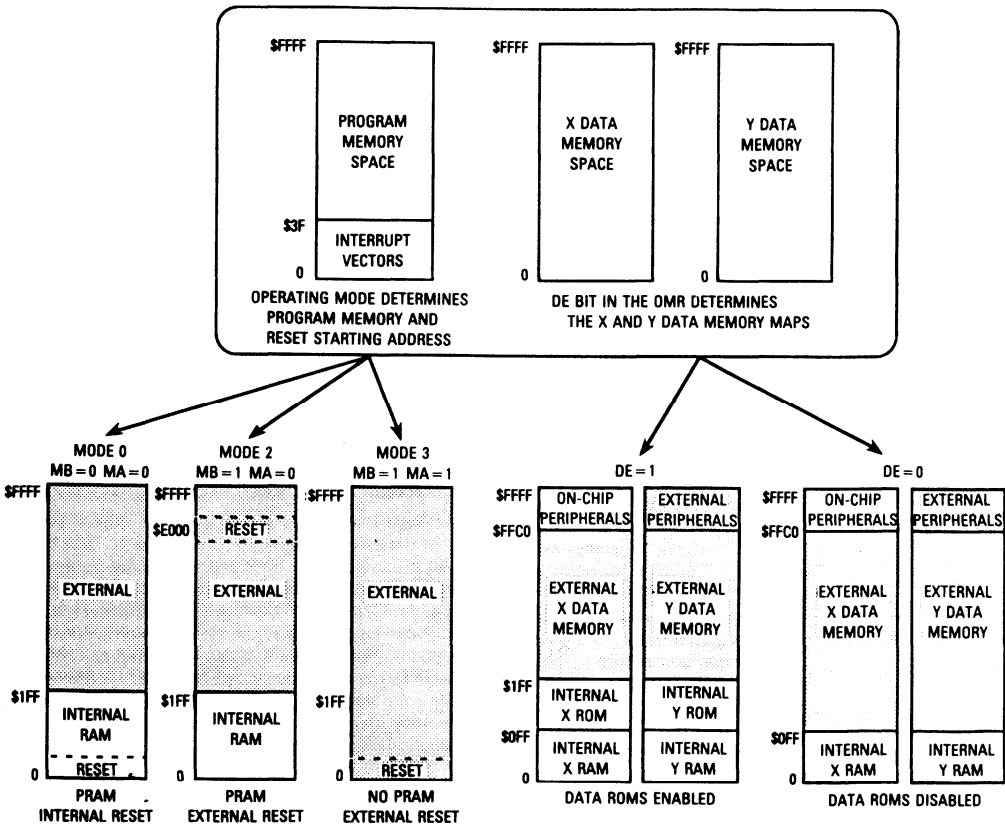 $FFFF
PROGRAM
MEMORY
SPACE
$3F
INTERRUPT
VECTORS
0
OPERATING MODE DETERMINES
PROGRAM MEMORY AND
RESET STARTING ADDRESS
$FFFF
X DATA
MEMORY
SPACE
0
$FFFF
Y DATA
MEMORY
SPACE
0
DE BIT IN THE OMR DETERMINES
THE X AND Y DATA MEMORY MAPS
MODE 0
MB=0 MA=0
$FFFF
EXTERNAL
$1FF
INTERNAL
RAM
RESET
0
PRAM
INTERNAL RESET
MODE 2
MB=1 MA=0
$FFFF
$E000
RESET
EXTERNAL
$1FF
INTERNAL
RAM
0
PRAM
EXTERNAL RESET
MODE 3
MB=1 MA=1
$FFFF
EXTERNAL
$1FF
RESET
0
NO PRAM
EXTERNAL RESET
DE=1
$FFFF
ON-CHIP
PERIPHERALS
EXTERNAL
PERIPHERALS
$FFC0
EXTERNAL
X DATA
MEMORY
EXTERNAL
Y DATA
MEMORY
$1FF
INTERNAL
X ROM
INTERNAL
Y ROM
$0FF
INTERNAL
X RAM
INTERNAL
Y RAM
0
DATA ROMS ENABLED
DE=0
$FFFF
ON-CHIP
PERIPHERALS
EXTERNAL
PERIPHERALS
$FFC0
EXTERNAL
X DATA
MEMORY
EXTERNAL
Y DATA
MEMORY
$0FF
INTERNAL
X RAM
INTERNAL
Y RAM
0
DATA ROMS DISABLED